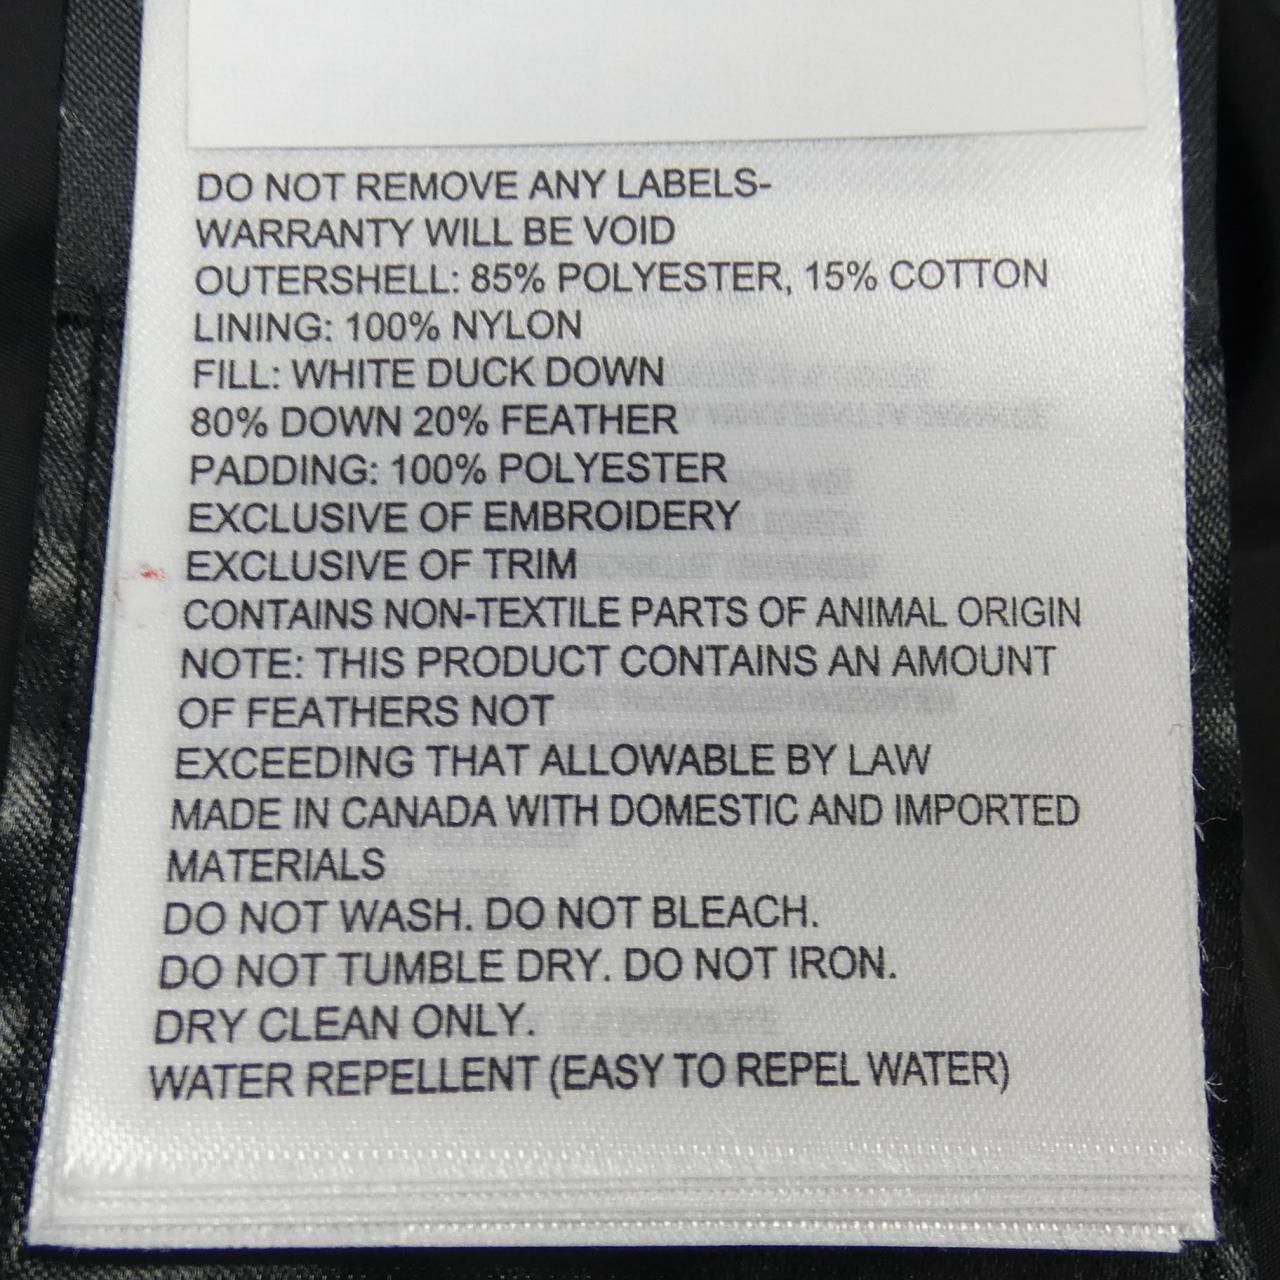 DO NOT REMOVE ANY LABELS-
WARRANTY WILL BE VOID
OUTERSHELL: 85% POLYESTER, 15% COTTON
LINING: 100% NYLON
FILL: WHITE DUCK DOWN
80% DOWN 20% FEATHER
PADDING: 100% POLYESTER
EXCLUSIVE OF EMBROIDERY
EXCLUSIVE OF TRIM
CONTAINS NON-TEXTILE PARTS OF ANIMAL ORIGIN
NOTE: THIS PRODUCT CONTAINS AN AMOUNT
OF FEATHERS NOT
EXCEEDING THAT ALLOWABLE BY LAW
MADE IN CANADA WITH DOMESTIC AND IMPORTED
MATERIALS
DO NOT WASH. DO NOT BLEACH.
DO NOT TUMBLE DRY. DO NOT IRON.
DRY CLEAN ONLY.
WATER REPELLENT (EASY TO REPEL WATER)